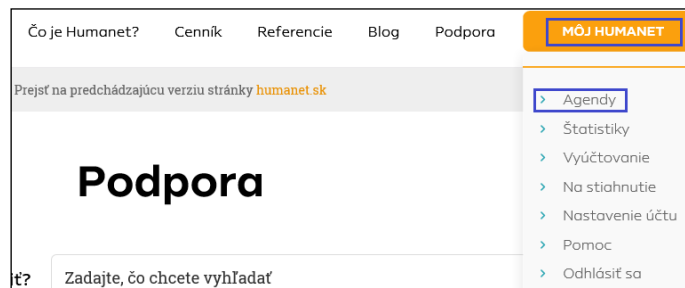 Čo je Humanet? Cenník Referencie Blog Podpora MÔJ HUMANET
Prejsť na predchádzajúcu verziu stránky humanet.sk
Agendy
Štatistiky
Vyúčtovanie
Podpora
Na stiahnutie
Nastavenie účtu
Pomoc
iť? Zadajte, čo chcete vyhľadať
Odhlásiť sa